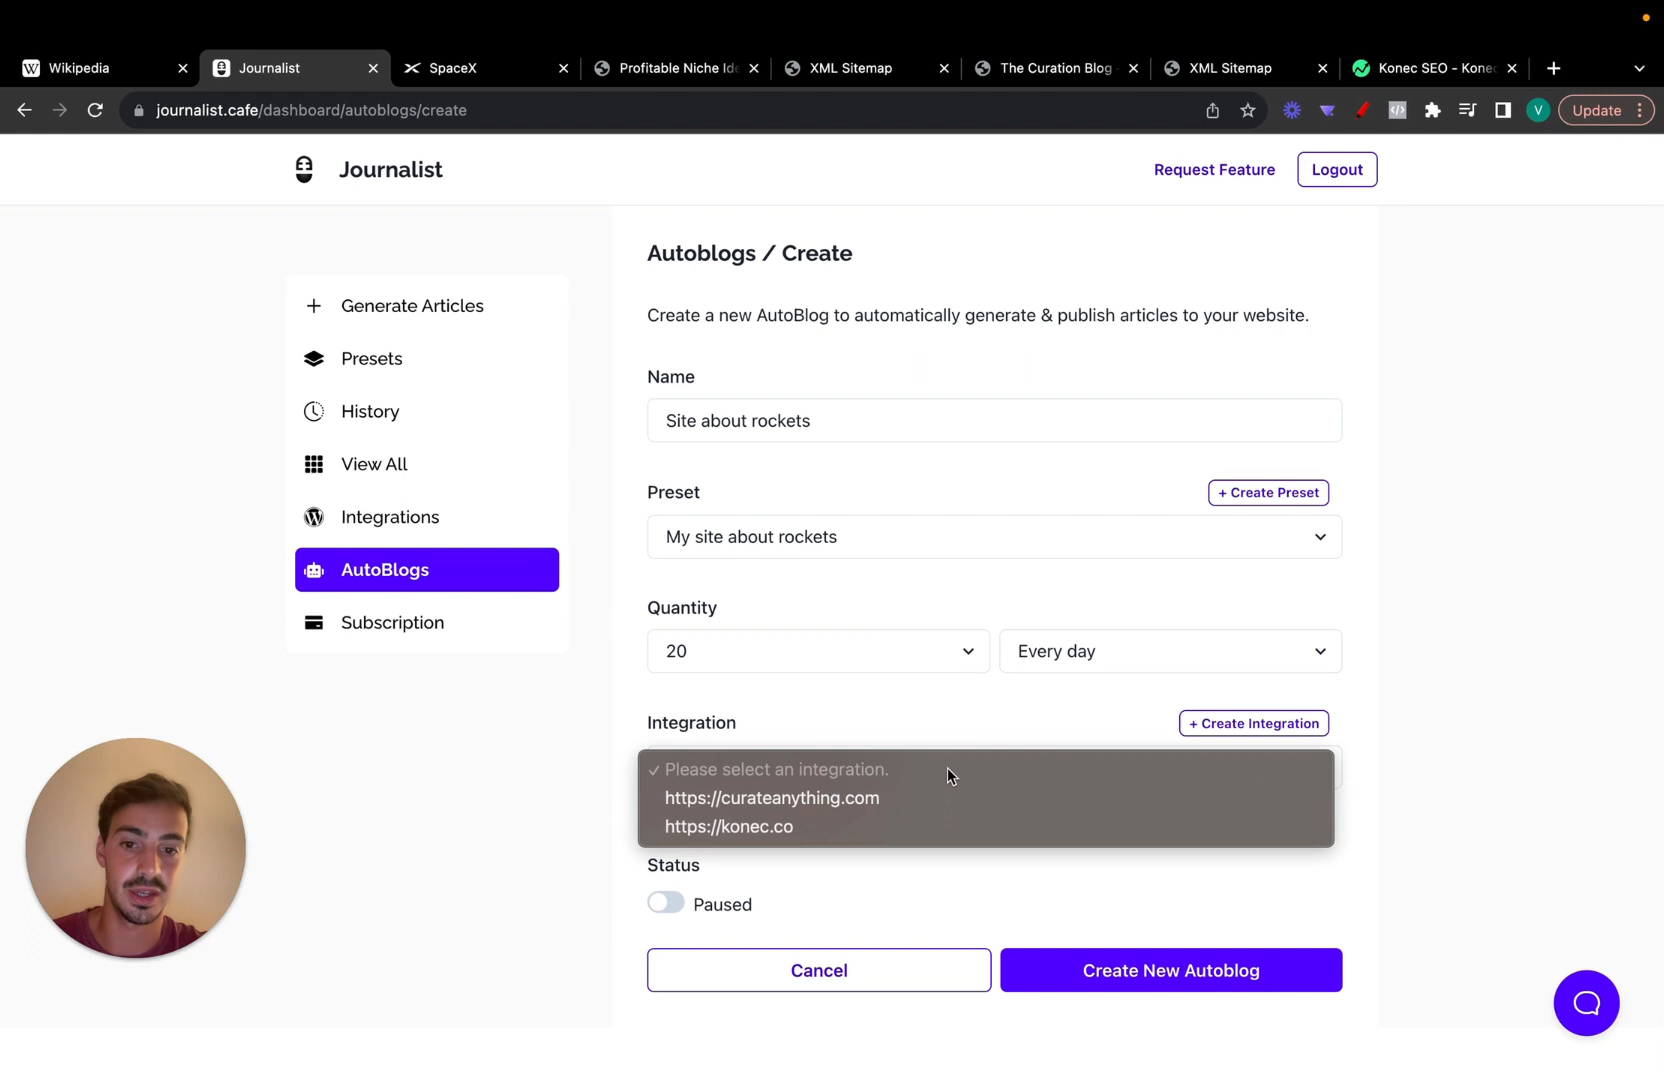 Wikipedia
Journalist
SpaceX
Profitable Niche Ide
XML Sitemap
The Curation Blog -
XML Sitemap
Konec SEO - Konec
journalist.cafe/dashboard/autoblogs/create
V
Update
Journalist
Request Feature
Logout
Autoblogs / Create
Generate Articles
Create a new AutoBlog to automatically generate & publish articles to your website.
Presets
Name
History
Site about rockets
View All
Preset
+ Create Preset
Integrations
My site about rockets
AutoBlogs
Quantity
Subscription
20
Every day
Integration
+ Create Integration
✓ Please select an integration.
https://curateanything.com
https://konec.co
Status
Paused
Cancel
Create New Autoblog